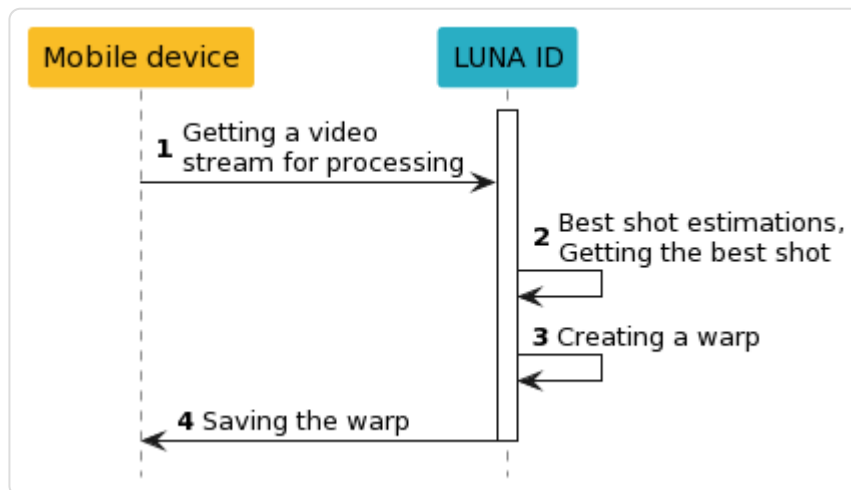 Mobile device
LUNA ID
1 Getting a video
stream for processing
2 Best shot estimations,
Getting the best shot
3 Creating a warp
4 Saving the warp